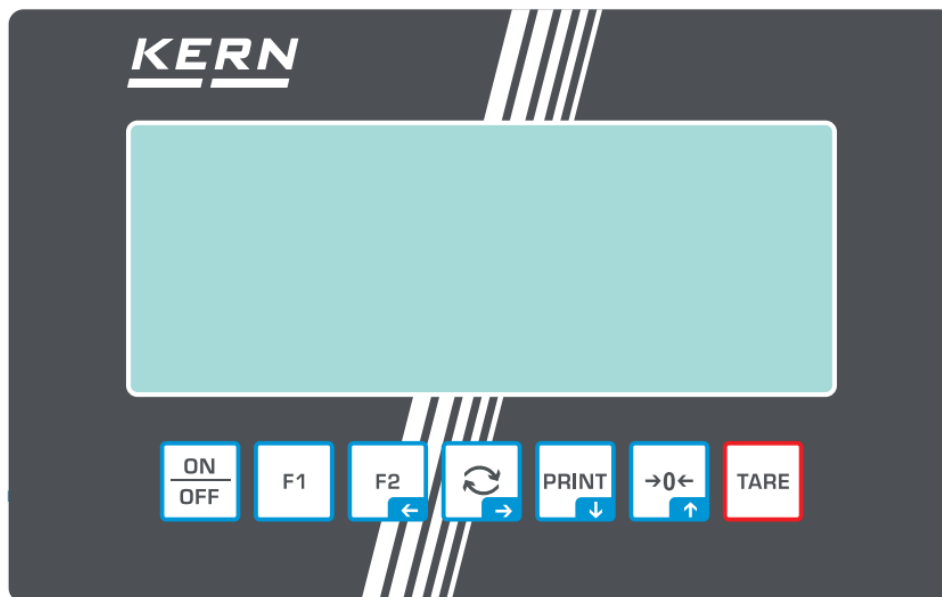 KERN
ON
OFF
F1
F2
←
→
PRINT
↓
→0←
↑
TARE